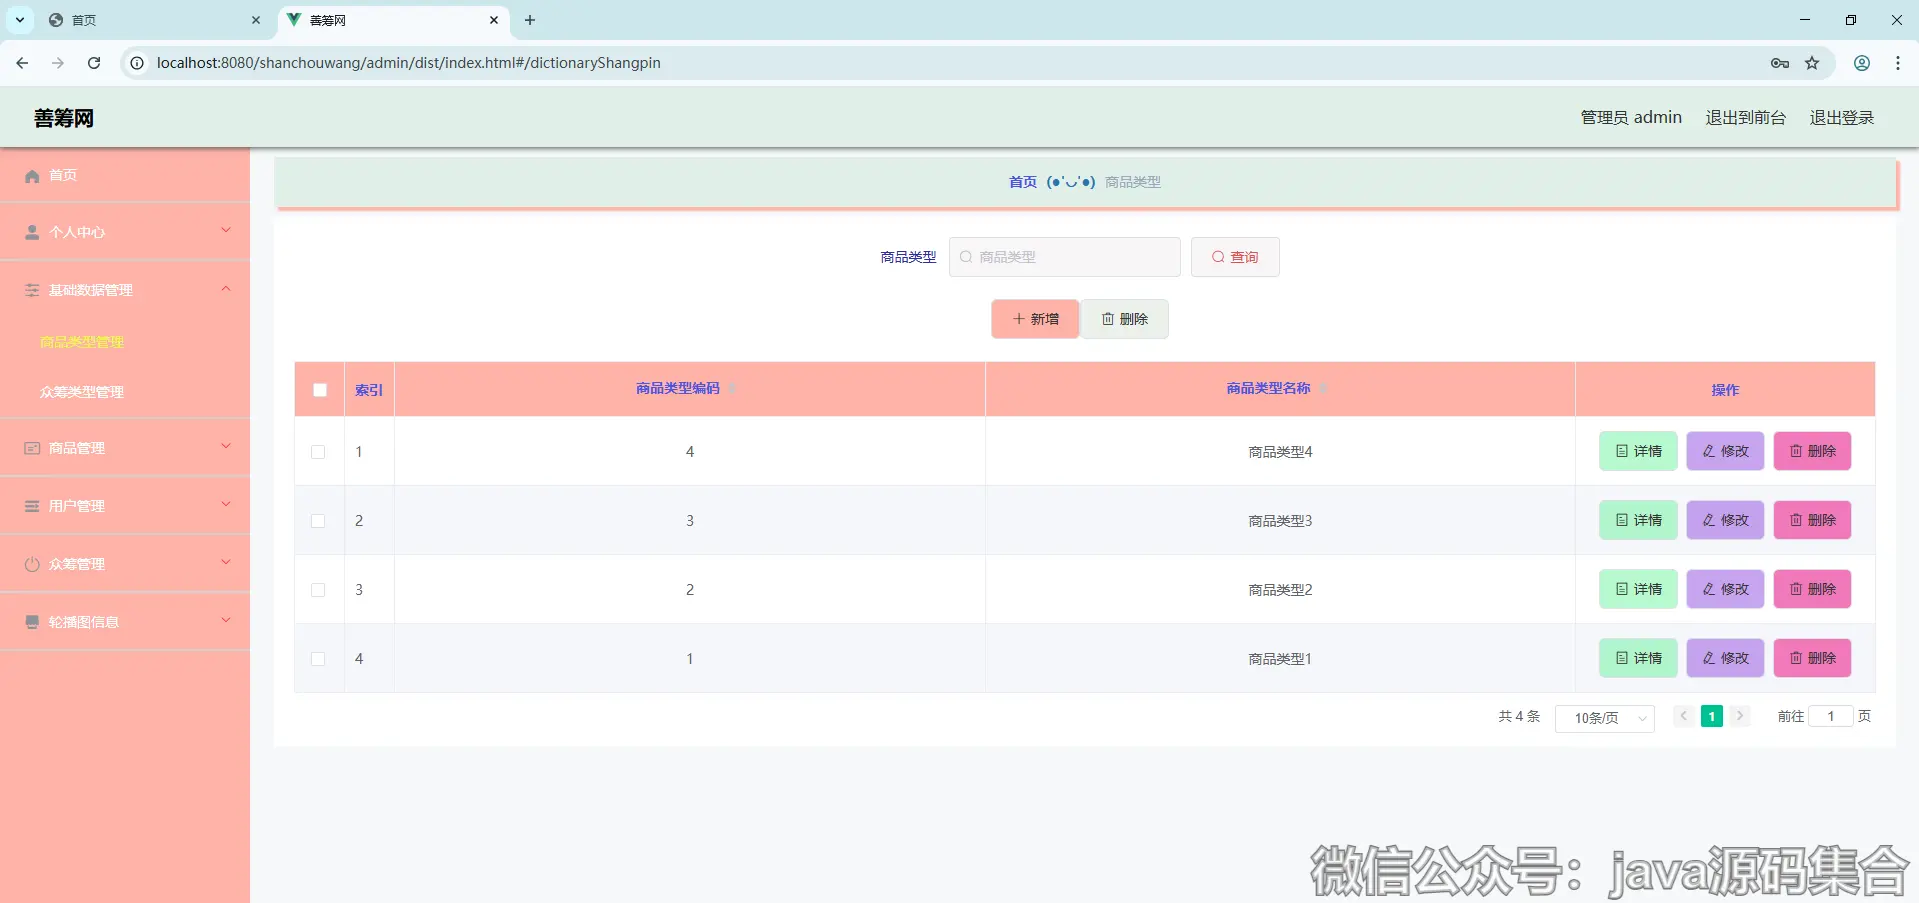 首页
善筹网
localhost:8080/shanchouwang/admin/dist/index.html#/dictionaryShangpin
善筹网
管理员 admin 退出到前台 退出登录
首页
个人中心
基础数据管理
商品类型管理
众筹类型管理
商品管理
用户管理
众筹管理
轮播图信息
首页 (●'◡'●) 商品类型
商品类型 商品类型 查询
新增 删除
索引 商品类型编码 商品类型名称 操作
1 4 商品类型4 详情 修改 删除
2 3 商品类型3 详情 修改 删除
3 2 商品类型2 详情 修改 删除
4 1 商品类型1 详情 修改 删除
共 4 条 10条/页 1 前往 1 页
微信公众号：java源码集合